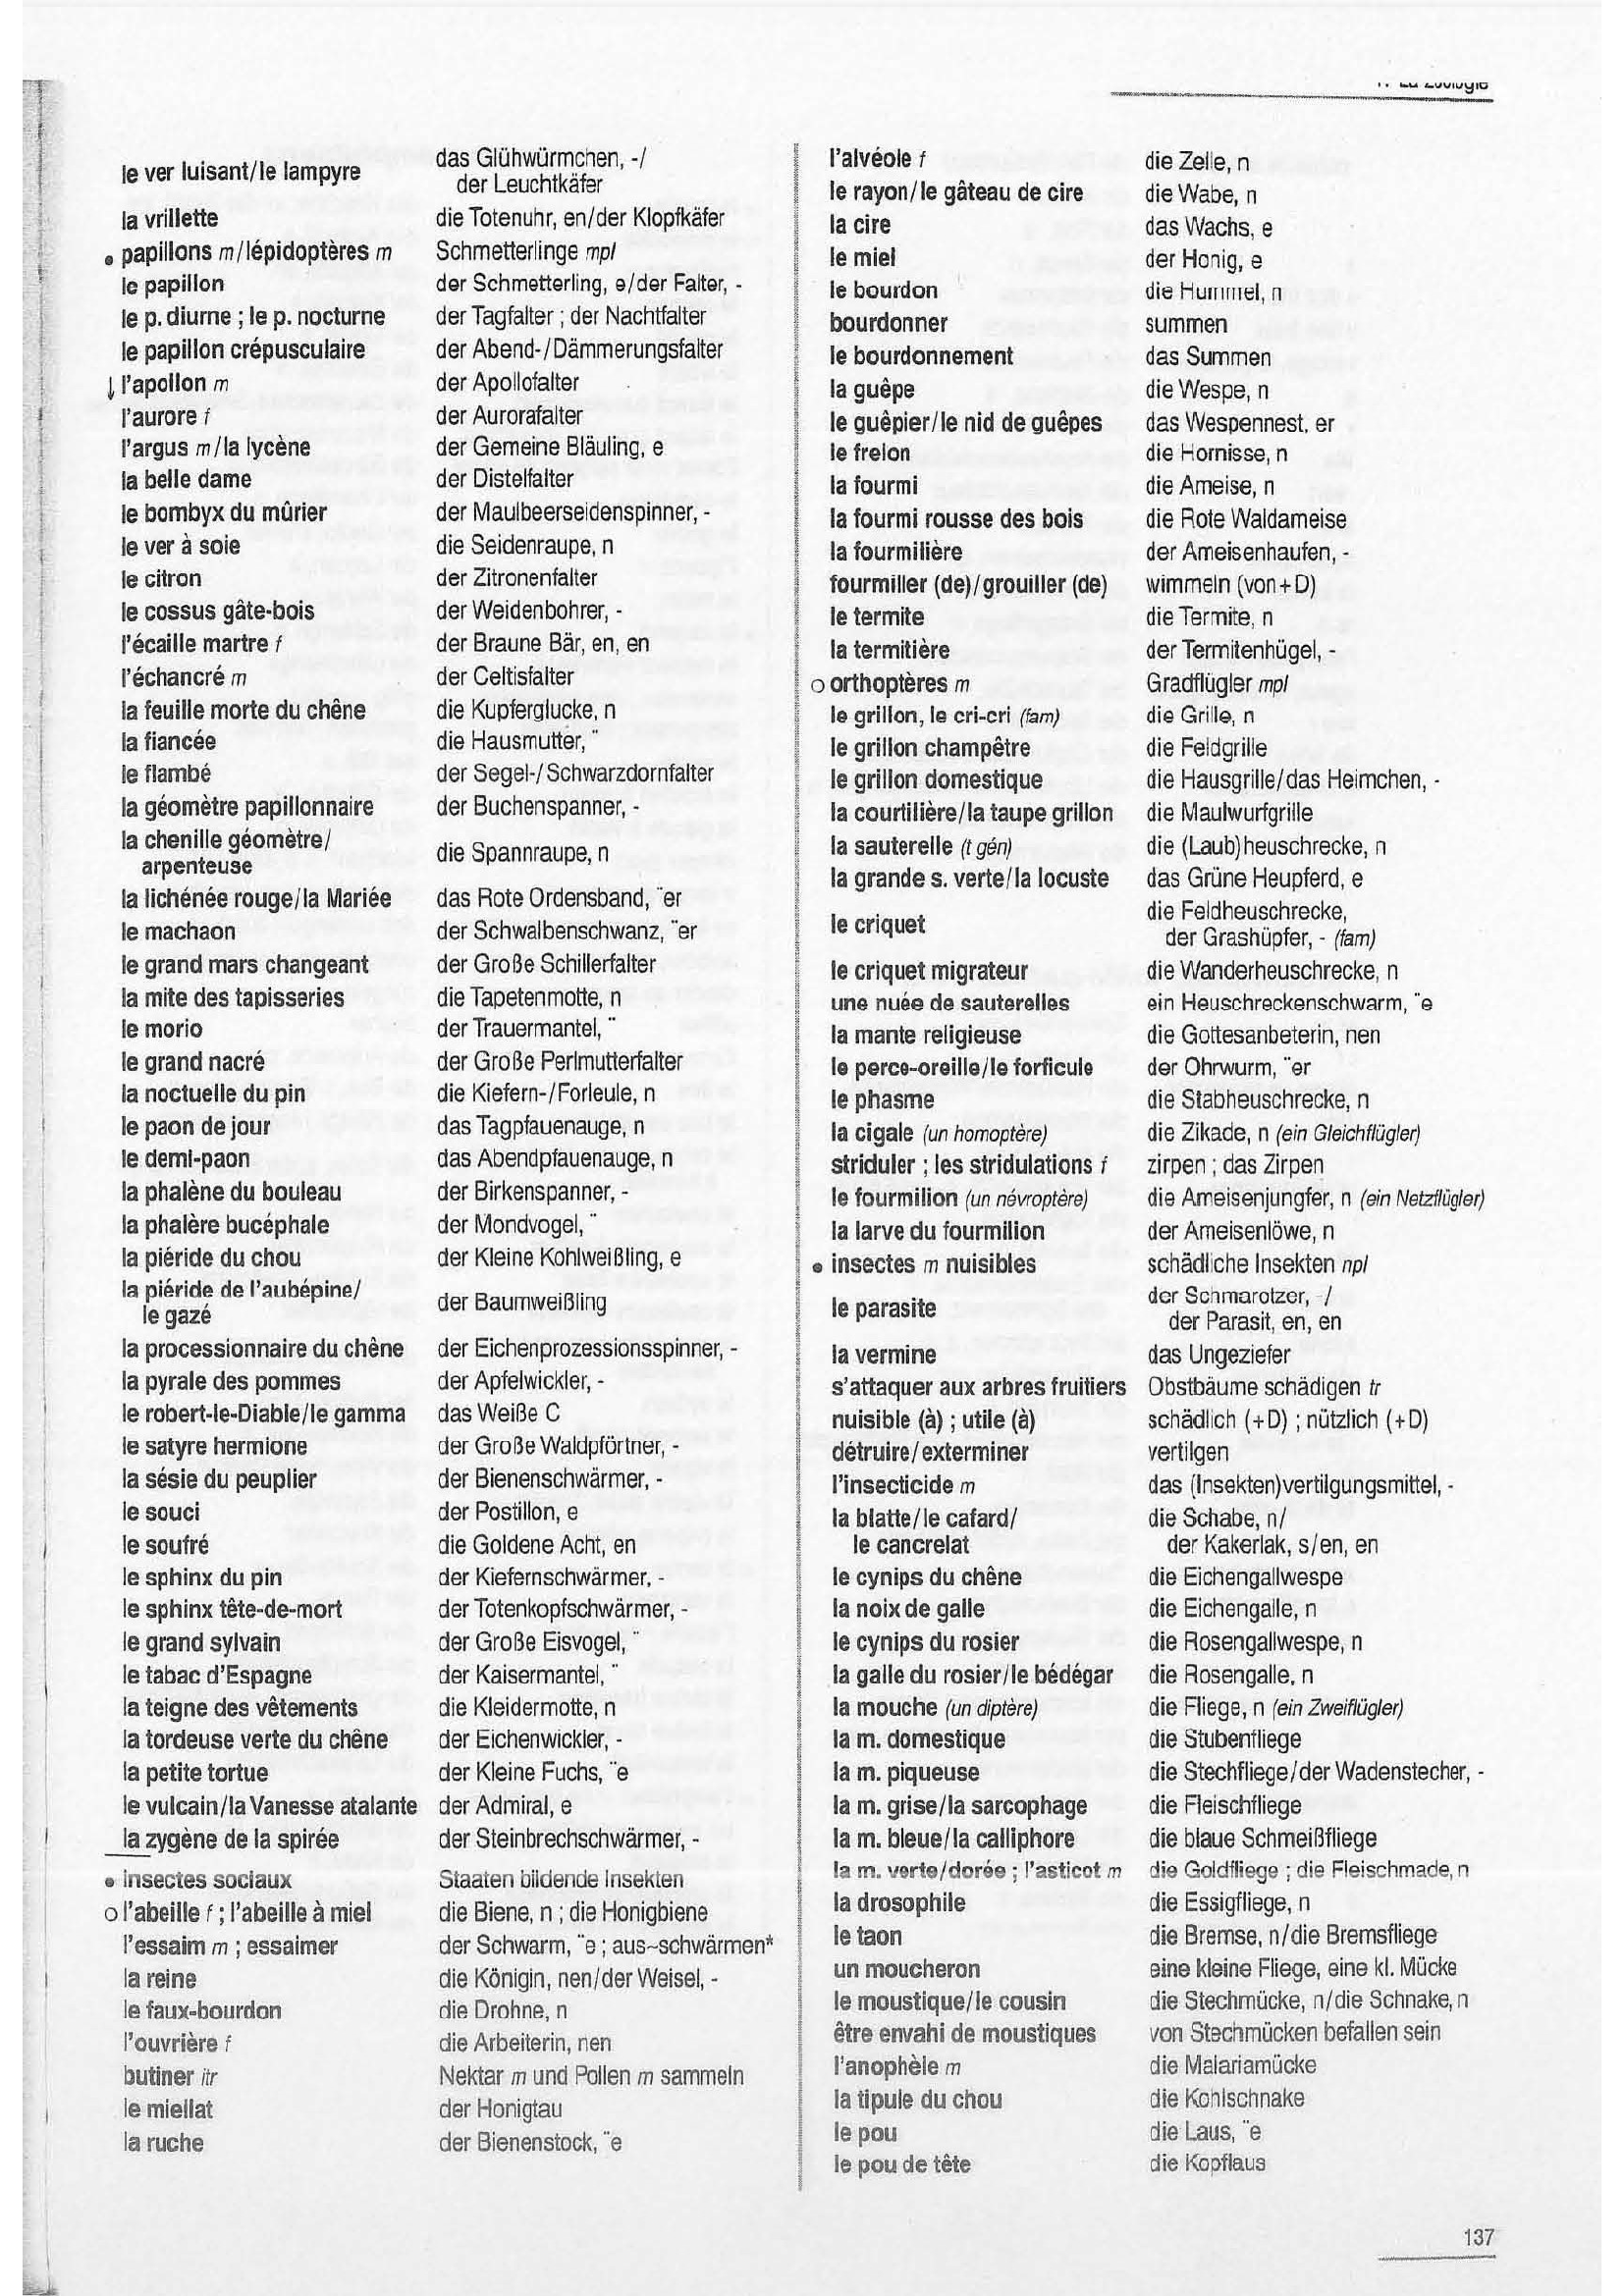 le ver luisant/le lampyre das Glühwürmchen, -/
der Leuchtkäfer
la vrillette die Totenuhr, en/der Klopfkäfer
● papillons m/lépidoptères m Schmetterlinge mpl
le papillon der Schmetterling, e/der Falter, -
le p. diurne ; le p. nocturne der Tagfalter ; der Nachtfalter
le papillon crépusculaire der Abend-/Dämmerungsfalter
↓ l'apollon m der Apollofalter
l'aurore f der Aurorafalter
l'argus m/la lycène der Gemeine Bläuling, e
la belle dame der Distelfalter
le bombyx du mûrier der Maulbeerseidenspinner, -
le ver à soie die Seidenraupe, n
le citron der Zitronenfalter
le cossus gâte-bois der Weidenbohrer, -
l'écaille martre f der Braune Bär, en, en
l'échancré m der Celtisfalter
la feuille morte du chêne die Kupferglucke, n
la fiancée die Hausmutter, ¨
le flambé der Segel-/Schwarzdornfalter
la géomètre papillonnaire der Buchenspanner, -
la chenille géomètre/
arpenteuse die Spannraupe, n
la lichénée rouge/la Mariée das Rote Ordensband, ¨er
le machaon der Schwalbenschwanz, ¨er
le grand mars changeant der Große Schillerfalter
la mite des tapisseries die Tapetenmotte, n
le morio der Trauermantel, ¨
le grand nacré der Große Perlmutterfalter
la noctuelle du pin die Kiefern-/Forleule, n
le paon de jour das Tagpfauenauge, n
le demi-paon das Abendpfauenauge, n
la phalène du bouleau der Birkenspanner, -
la phalère bucéphale der Mondvogel, ¨
la piéride du chou der Kleine Kohlweißling, e
la piéride de l'aubépine/
le gazé der Baumweißling
la processionnaire du chêne der Eichenprozessionsspinner, -
la pyrale des pommes der Apfelwickler, -
le robert-le-Diable/le gamma das Weiße C
le satyre hermione der Große Waldpförtner, -
la sésie du peuplier der Bienenschwärmer, -
le souci der Postillon, e
le soufré die Goldene Acht, en
le sphinx du pin der Kiefernschwärmer, -
le sphinx tête-de-mort der Totenkopfschwärmer, -
le grand sylvain der Große Eisvogel, ¨
le tabac d'Espagne der Kaisermantel, ¨
la teigne des vêtements die Kleidermotte, n
la tordeuse verte du chêne der Eichenwickler, -
la petite tortue der Kleine Fuchs, ¨e
le vulcain/la Vanesse atalante der Admiral, e
la zygène de la spirée der Steinbrechschwärmer, -
● insectes sociaux Staaten bildende Insekten
o l'abeille f ; l'abeille à miel die Biene, n ; die Honigbiene
l'essaim m ; essaimer der Schwarm, ¨e ; aus~schwärmen*
la reine die Königin, nen/der Weisel, -
le faux-bourdon die Drohne, n
l'ouvrière f die Arbeiterin, nen
butiner itr Nektar m und Pollen m sammeln
le miellat der Honigtau
la ruche der Bienenstock, ¨e
l'alvéole f die Zelle, n
le rayon/le gâteau de cire die Wabe, n
la cire das Wachs, e
le miel der Honig, e
le bourdon die Hummel, n
bourdonner summen
le bourdonnement das Summen
la guêpe die Wespe, n
le guêpier/le nid de guêpes das Wespennest, er
le frelon die Hornisse, n
la fourmi die Ameise, n
la fourmi rousse des bois die Rote Waldameise
la fourmilière der Ameisenhaufen, -
fourmiller (de)/grouiller (de) wimmeln (von+D)
le termite die Termite, n
la termitière der Termitenhügel, -
o orthoptères m Gradflügler mpl
le grillon, le cri-cri (fam) die Grille, n
le grillon champêtre die Feldgrille
le grillon domestique die Hausgrille/das Heimchen, -
la courtilière/la taupe grillon die Maulwurfgrille
la sauterelle (t gén) die (Laub)heuschrecke, n
la grande s. verte/la locuste das Grüne Heupferd, e
le criquet die Feldheuschrecke,
der Grashüpfer, - (fam)
le criquet migrateur die Wanderheuschrecke, n
une nuée de sauterelles ein Heuschreckenschwarm, ¨e
la mante religieuse die Gottesanbeterin, nen
le perce-oreille/le forficule der Ohrwurm, ¨er
le phasme die Stabheuschrecke, n
la cigale (un homoptère) die Zikade, n (ein Gleichflügler)
striduler ; les stridulations f zirpen ; das Zirpen
le fourmilion (un névroptère) die Ameisenjungfer, n (ein Netzflügler)
la larve du fourmilion der Ameisenlöwe, n
● insectes m nuisibles schädliche Insekten npl
le parasite der Schmarotzer, -/
der Parasit, en, en
la vermine das Ungeziefer
s'attaquer aux arbres fruitiers Obstbäume schädigen tr
nuisible (à) ; utile (à) schädlich (+D) ; nützlich (+D)
détruire/exterminer vertilgen
l'insecticide m das (Insekten)vertilgungsmittel, -
la blatte/le cafard/ die Schabe, n/
le cancrelat der Kakerlak, s/en, en
le cynips du chêne die Eichengallwespe
la noix de galle die Eichengalle, n
le cynips du rosier die Rosengallwespe, n
la galle du rosier/le bédégar die Rosengalle, n
la mouche (un diptère) die Fliege, n (ein Zweiflügler)
la m. domestique die Stubenfliege
la m. piqueuse die Stechfliege/der Wadenstecher, -
la m. grise/la sarcophage die Fleischfliege
la m. bleue/la calliphore die blaue Schmeißfliege
la m. verte/dorée ; l'asticot m die Goldfliege ; die Fleischmade, n
la drosophile die Essigfliege, n
le taon die Bremse, n/die Bremsfliege
un moucheron eine kleine Fliege, eine kl. Mücke
le moustique/le cousin die Stechmücke, n/die Schnake, n
être envahi de moustiques von Stechmücken befallen sein
l'anophèle m die Malariamücke
la tipule du chou die Kohlschnake
le pou die Laus, ¨e
le pou de tête die Kopflaus
137